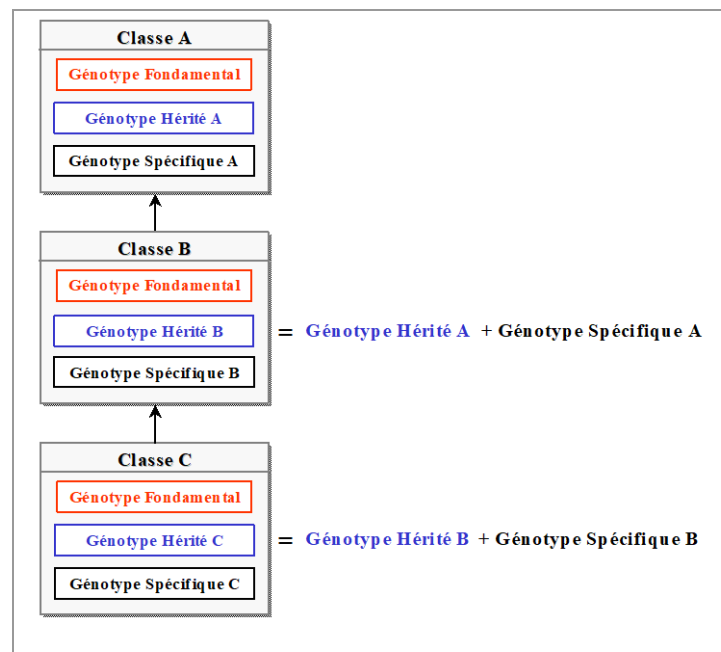 Classe A
Génotype Fondamental
Génotype Hérité A
Génotype Spécifique A
Classe B
Génotype Fondamental
Génotype Hérité B = Génotype Hérité A + Génotype Spécifique A
Génotype Spécifique B
Classe C
Génotype Fondamental
Génotype Hérité C = Génotype Hérité B + Génotype Spécifique B
Génotype Spécifique C